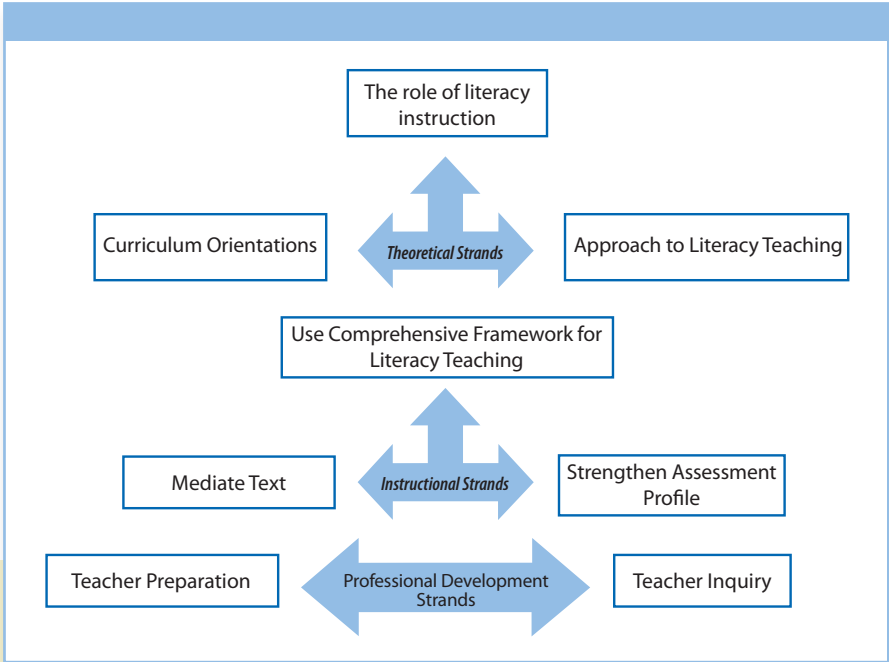 The role of literacy
instruction
Curriculum Orientations
Theoretical Strands
Approach to Literacy Teaching
Use Comprehensive Framework for
Literacy Teaching
Mediate Text
Instructional Strands
Strengthen Assessment
Profile
Teacher Preparation
Professional Development
Strands
Teacher Inquiry